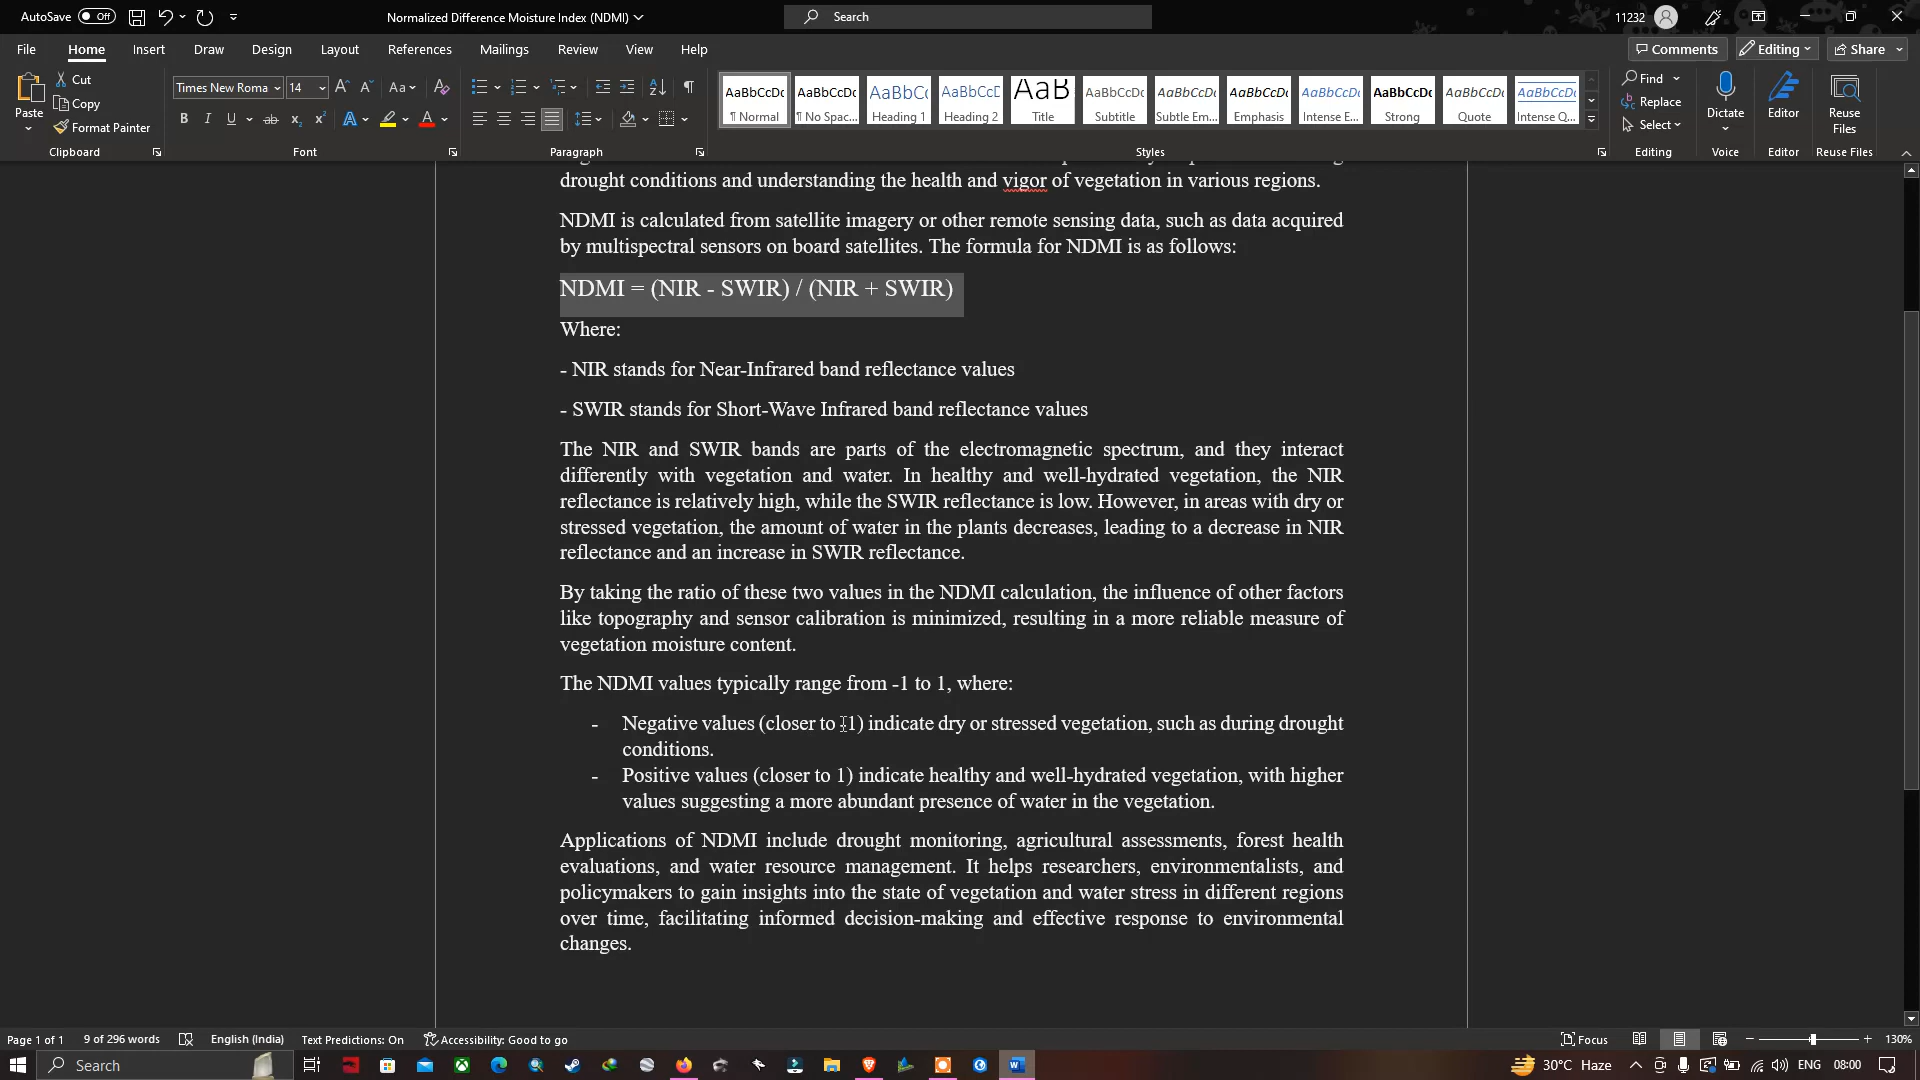 AutoSave Off Normalized Difference Moisture Index (NDMI) Search 11232
File Home Insert Draw Design Layout References Mailings Review View Help Comments Editing Share
Paste Cut Copy Format Painter Clipboard
Times New Roma 14 Font
Paragraph
AaBbCcDc ¶ Normal AaBbCcDc ¶ No Spac... AaBbCc Heading 1 AaBbCcD Heading 2 AaB Title AaBbCcD Subtitle AaBbCcDc Subtle Em... AaBbCcDc Emphasis AaBbCcDc Intense E... AaBbCcDc Strong AaBbCcDc Quote AaBbCcDc Intense Q...
Styles
Find Replace Select Editing
Dictate Voice
Editor Editor
Reuse Files Reuse Files
drought conditions and understanding the health and vigor of vegetation in various regions.
NDMI is calculated from satellite imagery or other remote sensing data, such as data acquired
by multispectral sensors on board satellites. The formula for NDMI is as follows:
NDMI = (NIR - SWIR) / (NIR + SWIR)
Where:
- NIR stands for Near-Infrared band reflectance values
- SWIR stands for Short-Wave Infrared band reflectance values
The NIR and SWIR bands are parts of the electromagnetic spectrum, and they interact
differently with vegetation and water. In healthy and well-hydrated vegetation, the NIR
reflectance is relatively high, while the SWIR reflectance is low. However, in areas with dry or
stressed vegetation, the amount of water in the plants decreases, leading to a decrease in NIR
reflectance and an increase in SWIR reflectance.
By taking the ratio of these two values in the NDMI calculation, the influence of other factors
like topography and sensor calibration is minimized, resulting in a more reliable measure of
vegetation moisture content.
The NDMI values typically range from -1 to 1, where:
- Negative values (closer to -1) indicate dry or stressed vegetation, such as during drought
conditions.
- Positive values (closer to 1) indicate healthy and well-hydrated vegetation, with higher
values suggesting a more abundant presence of water in the vegetation.
Applications of NDMI include drought monitoring, agricultural assessments, forest health
evaluations, and water resource management. It helps researchers, environmentalists, and
policymakers to gain insights into the state of vegetation and water stress in different regions
over time, facilitating informed decision-making and effective response to environmental
changes.
Page 1 of 1 9 of 296 words English (India) Text Predictions: On Accessibility: Good to go Focus 130%
Search 30°C Haze ENG 08:00